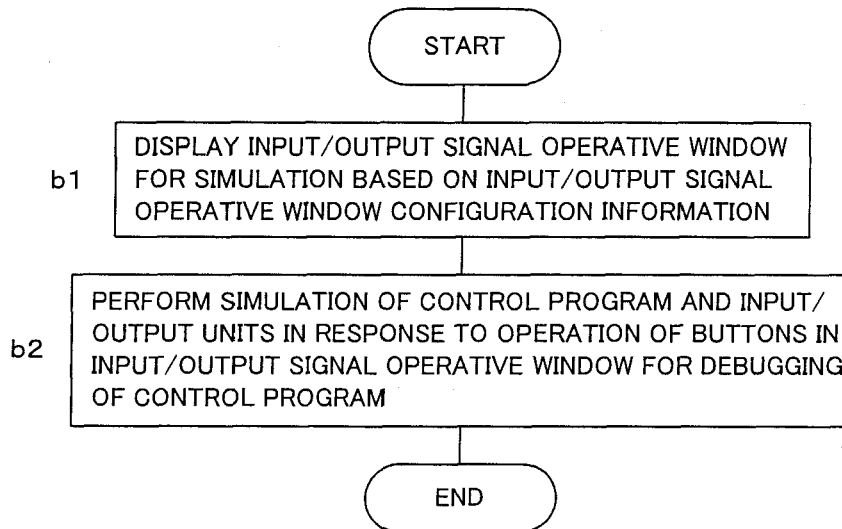 START
b1
DISPLAY INPUT/OUTPUT SIGNAL OPERATIVE WINDOW
FOR SIMULATION BASED ON INPUT/OUTPUT SIGNAL
OPERATIVE WINDOW CONFIGURATION INFORMATION
b2
PERFORM SIMULATION OF CONTROL PROGRAM AND INPUT/
OUTPUT UNITS IN RESPONSE TO OPERATION OF BUTTONS IN
INPUT/OUTPUT SIGNAL OPERATIVE WINDOW FOR DEBUGGING
OF CONTROL PROGRAM
END